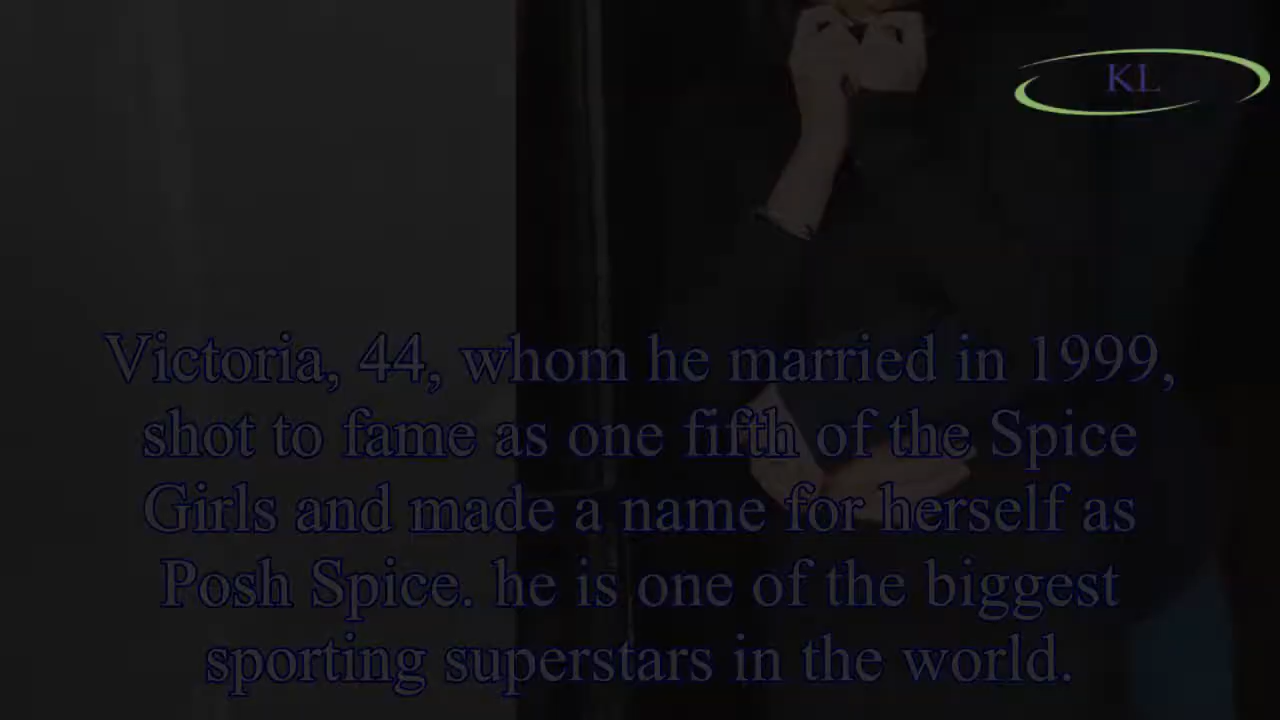 KL
Victoria, 44, whom he married in 1999,
shot to fame as one fifth of the Spice
Girls and made a name for herself as
Posh Spice. he is one of the biggest
sporting superstars in the world.